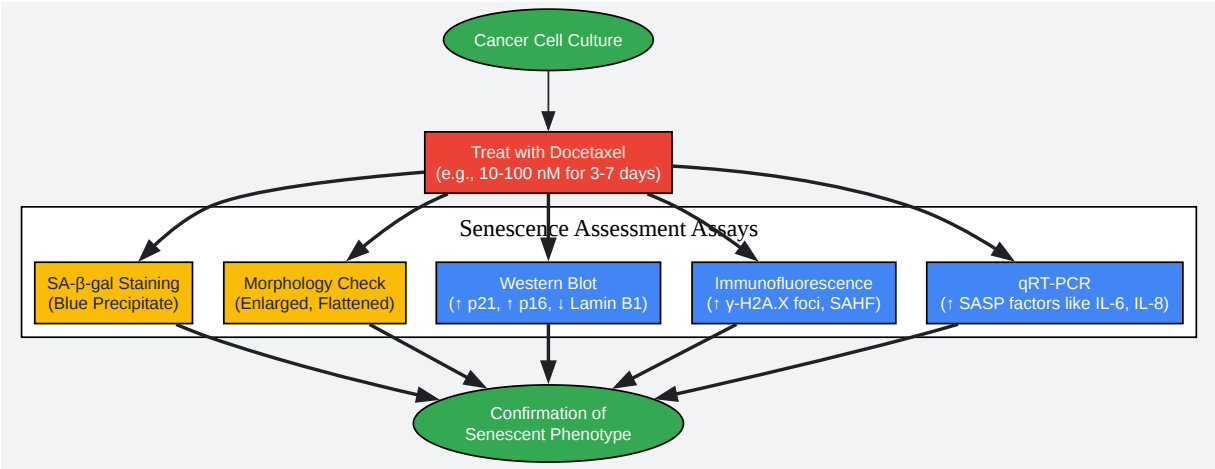 Cancer Cell Culture
Treat with Docetaxel
(e.g., 10-100 nM for 3-7 days)
Senescence Assessment Assays
SA-β-gal Staining
(Blue Precipitate)
Morphology Check
(Enlarged, Flattened)
Western Blot
(↑ p21, ↑ p16, ↓ Lamin B1)
Immunofluorescence
(↑ γ-H2A.X foci, SAHF)
qRT-PCR
(↑ SASP factors like IL-6, IL-8)
Confirmation of
Senescent Phenotype